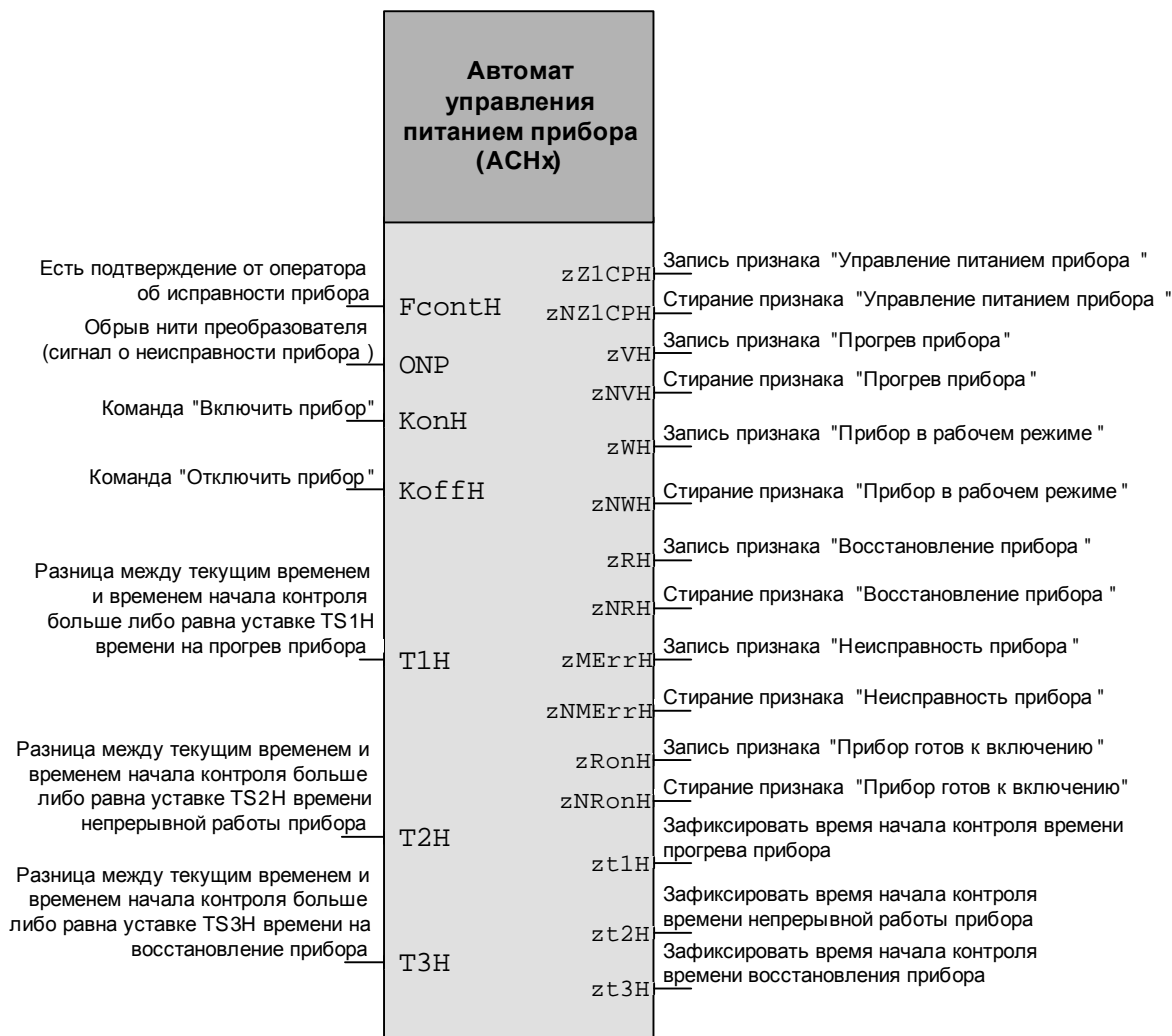 Автомат
управления
питанием прибора
(ACHx)
Есть подтверждение от оператора
об исправности прибора
FcontH
Обрыв нити преобразователя
(сигнал о неисправности прибора )
ONP
Команда "Включить прибор"
KonH
Команда "Отключить прибор"
KoffH
Разница между текущим временем
и временем начала контроля
больше либо равна уставке TS1H
времени на прогрев прибора
T1H
Разница между текущим временем и
временем начала контроля больше
либо равна уставке TS2H времени
непрерывной работы прибора
T2H
Разница между текущим временем и
временем начала контроля больше
либо равна уставке TS3H времени на
восстановление прибора
T3H
zZ1CPH
Запись признака "Управление питанием прибора "
zNZ1CPH
Стирание признака "Управление питанием прибора "
zVH
Запись признака "Прогрев прибора"
zNVH
Стирание признака "Прогрев прибора"
zWH
Запись признака "Прибор в рабочем режиме "
zNWH
Стирание признака "Прибор в рабочем режиме "
zRH
Запись признака "Восстановление прибора "
zNRH
Стирание признака "Восстановление прибора "
zMErrH
Запись признака "Неисправность прибора "
zNMErrH
Стирание признака "Неисправность прибора "
zRonH
Запись признака "Прибор готов к включению "
zNRonH
Стирание признака "Прибор готов к включению"
zt1H
Зафиксировать время начала контроля времени
прогрева прибора
zt2H
Зафиксировать время начала контроля
времени непрерывной работы прибора
zt3H
Зафиксировать время начала контроля
времени восстановления прибора